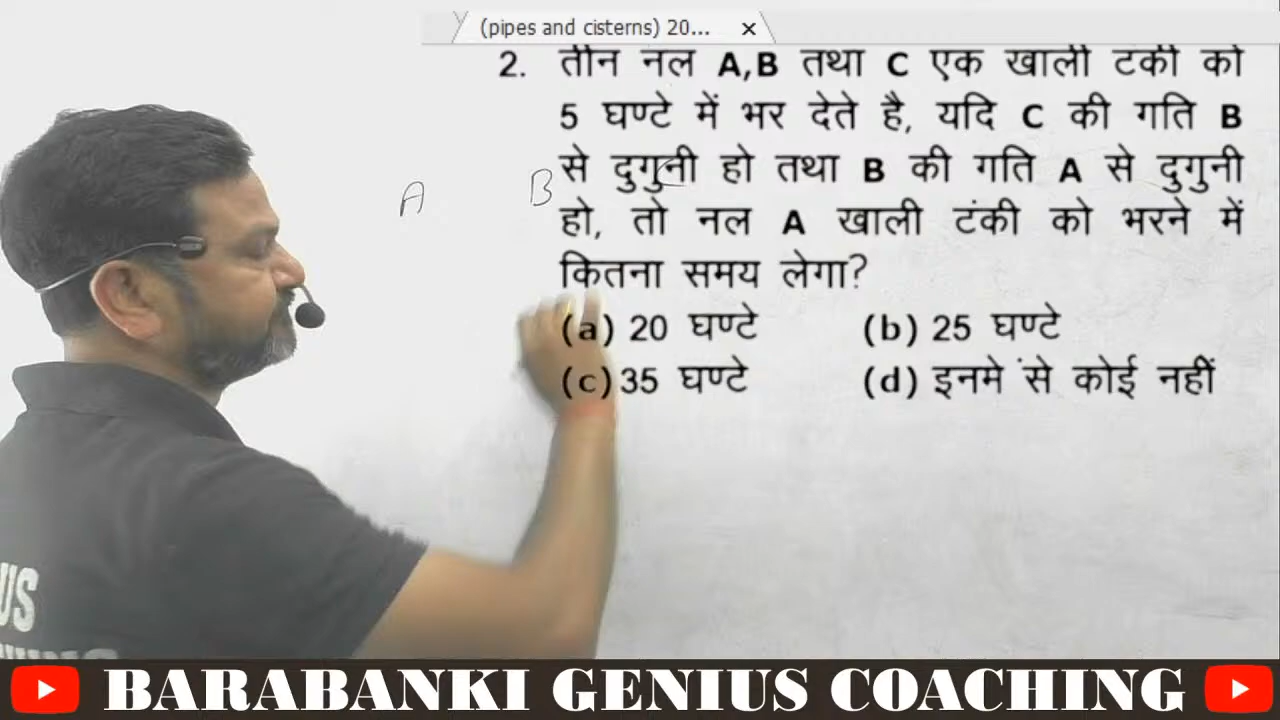 (pipes and cisterns) 20...
2. तीन नल A,B तथा C एक खाली टंकी को
5 घण्टे में भर देते है, यदि C की गति B
से दुगुनी हो तथा B की गति A से दुगुनी
A B C
हो, तो नल A खाली टंकी को भरने में
कितना समय लेगा?
(a) 20 घण्टे (b) 25 घण्टे
(c) 35 घण्टे (d) इनमे से कोई नहीं
US
BARABANKI GENIUS COACHING